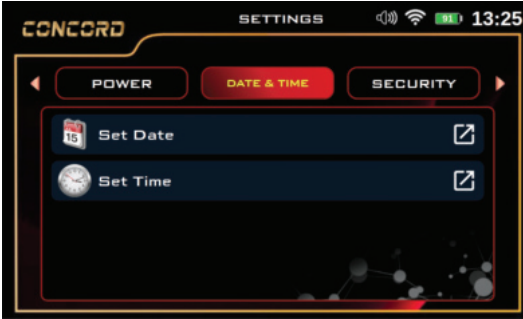 CONCORD
SETTINGS
91
13:25
POWER
DATE & TIME
SECURITY
15
Set Date
Set Time